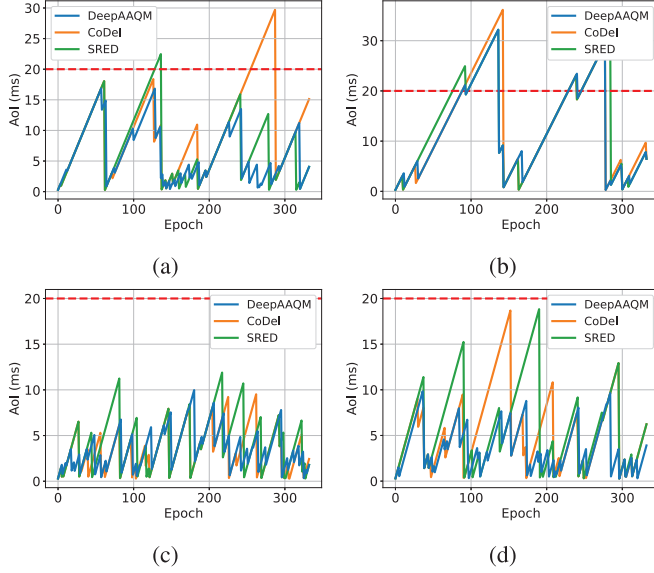 30
25
20
15
10
5
0
AoI (ms)
0
100
200
300
Epoch
DeepAAQM
CoDel
SRED
(a)
30
20
10
0
AoI (ms)
0
100
200
300
Epoch
DeepAAQM
CoDel
SRED
(b)
20
15
10
5
0
AoI (ms)
0
100
200
300
Epoch
DeepAAQM
CoDel
SRED
(c)
20
15
10
5
0
AoI (ms)
0
100
200
300
Epoch
DeepAAQM
CoDel
SRED
(d)